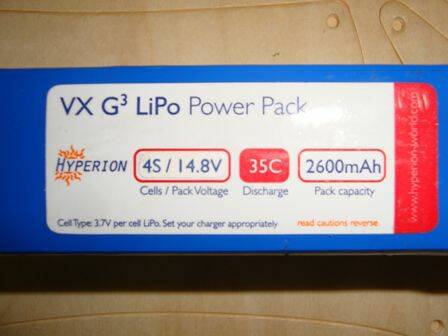 VX G³ LiPo Power Pack
HYPERION
4S / 14.8V
35C
2600mAh
Cells / Pack Voltage
Discharge
Pack capacity
Cell Type: 3.7V per cell LiPo. Set your charger appropriately
read cautions reverse
www.hyperion-world.com